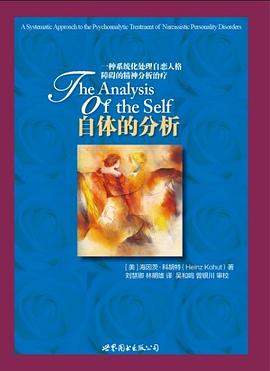 A Systematic Approach to the Psychoanalytic Treatment of Narcissistic Personality Disorders
一种系统化处理自恋人格
障碍的精神分析治疗
The Analysis
Of the Self
自体的分析
[美] 海因茨·科胡特 (Heinz Kohut) 著
刘慧卿 林明雄 译 吴和鸣 曾银川 审校
世界图书出版公司